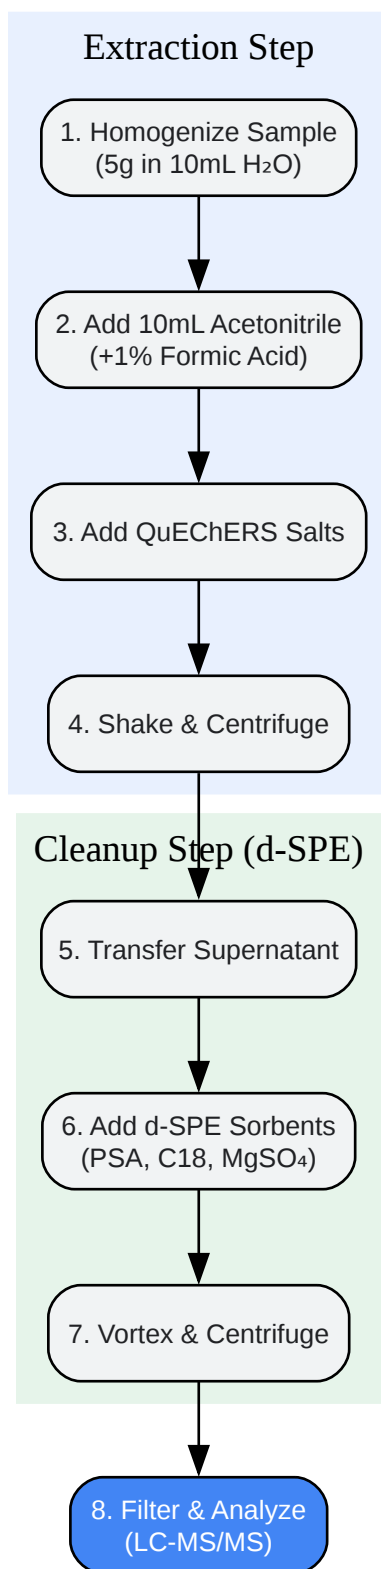 Extraction Step
1. Homogenize Sample
(5g in 10mL H₂O)
2. Add 10mL Acetonitrile
(+1% Formic Acid)
3. Add QuEChERS Salts
4. Shake & Centrifuge
Cleanup Step (d-SPE)
5. Transfer Supernatant
6. Add d-SPE Sorbents
(PSA, C18, MgSO₄)
7. Vortex & Centrifuge
8. Filter & Analyze
(LC-MS/MS)